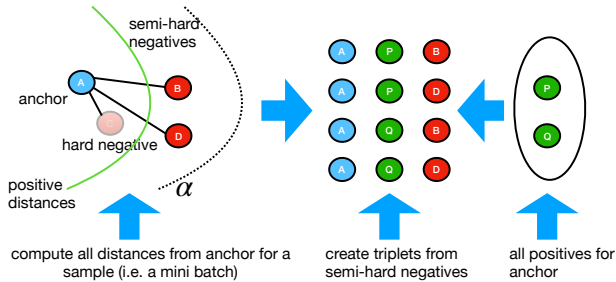 semi-hard
negatives
A
B
anchor
D
hard negative
positive
distances
α
compute all distances from anchor for a
sample (i.e. a mini batch)
A P B
A P D
A Q B
A Q D
create triplets from
semi-hard negatives
P
Q
all positives for
anchor